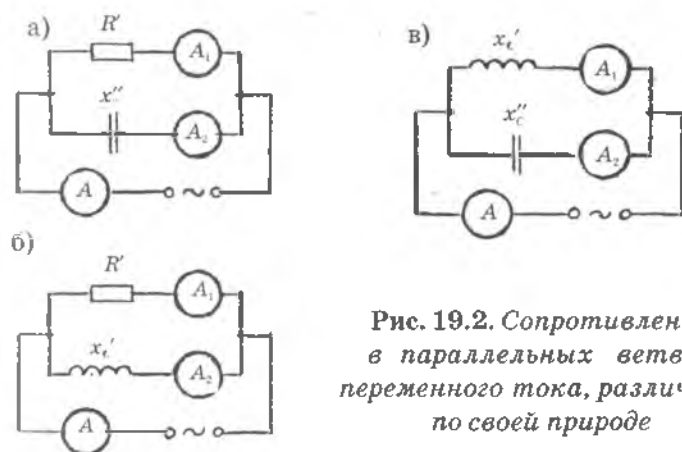 а)
R'
A₁
x''
A₂
A
~
в)
A₁
A₂
A
~
б)
R'
A₁
A₂
A
~
Рис. 19.2. Сопротивлен
в параллельных ветв
переменного тока, различ
по своей природе